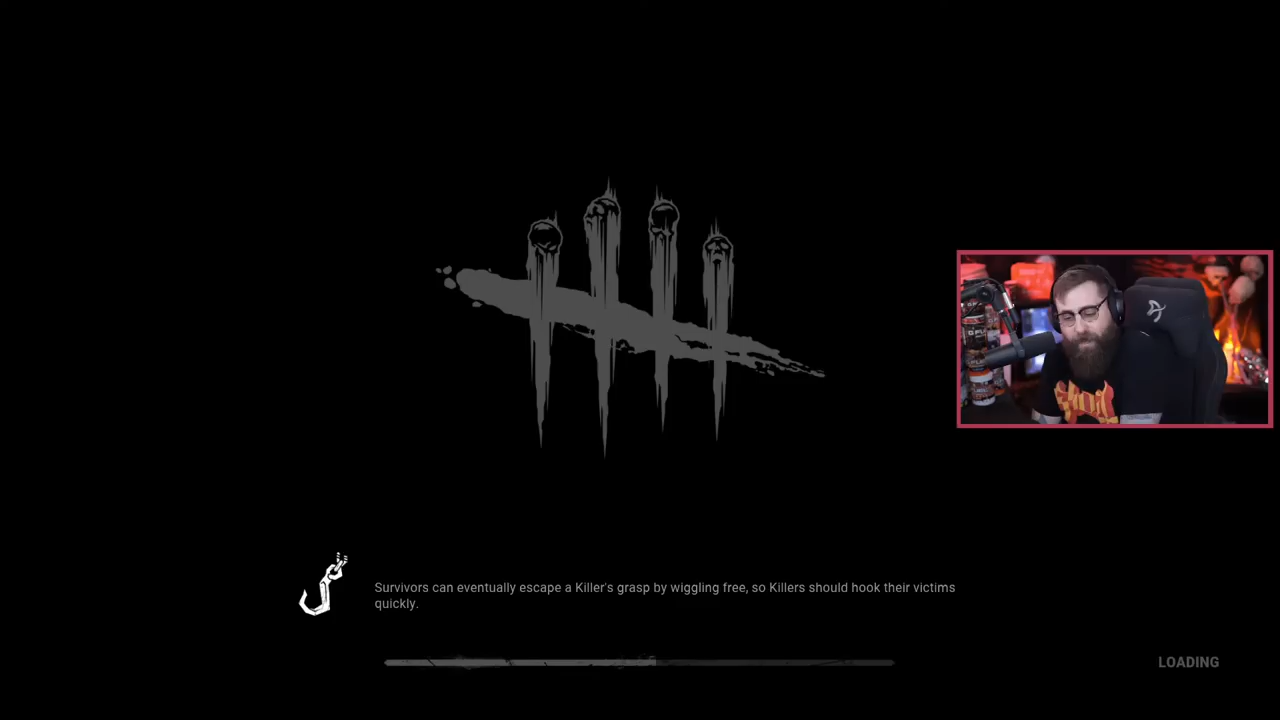 Survivors can eventually escape a Killer's grasp by wiggling free, so Killers should hook their victims
quickly.
LOADING